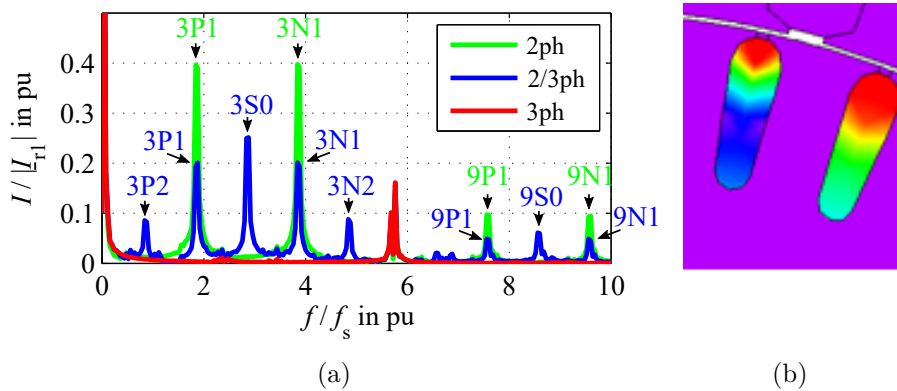 3P1
3N1
2ph
2/3ph
3ph
0.4
0.3
0.2
0.1
0
3S0
3P1
3N1
3P2
3N2
9P1
9N1
9S0
9P1
9N1
I / |I_r1| in pu
0 2 4 6 8 10
f / f_s in pu
(a) (b)